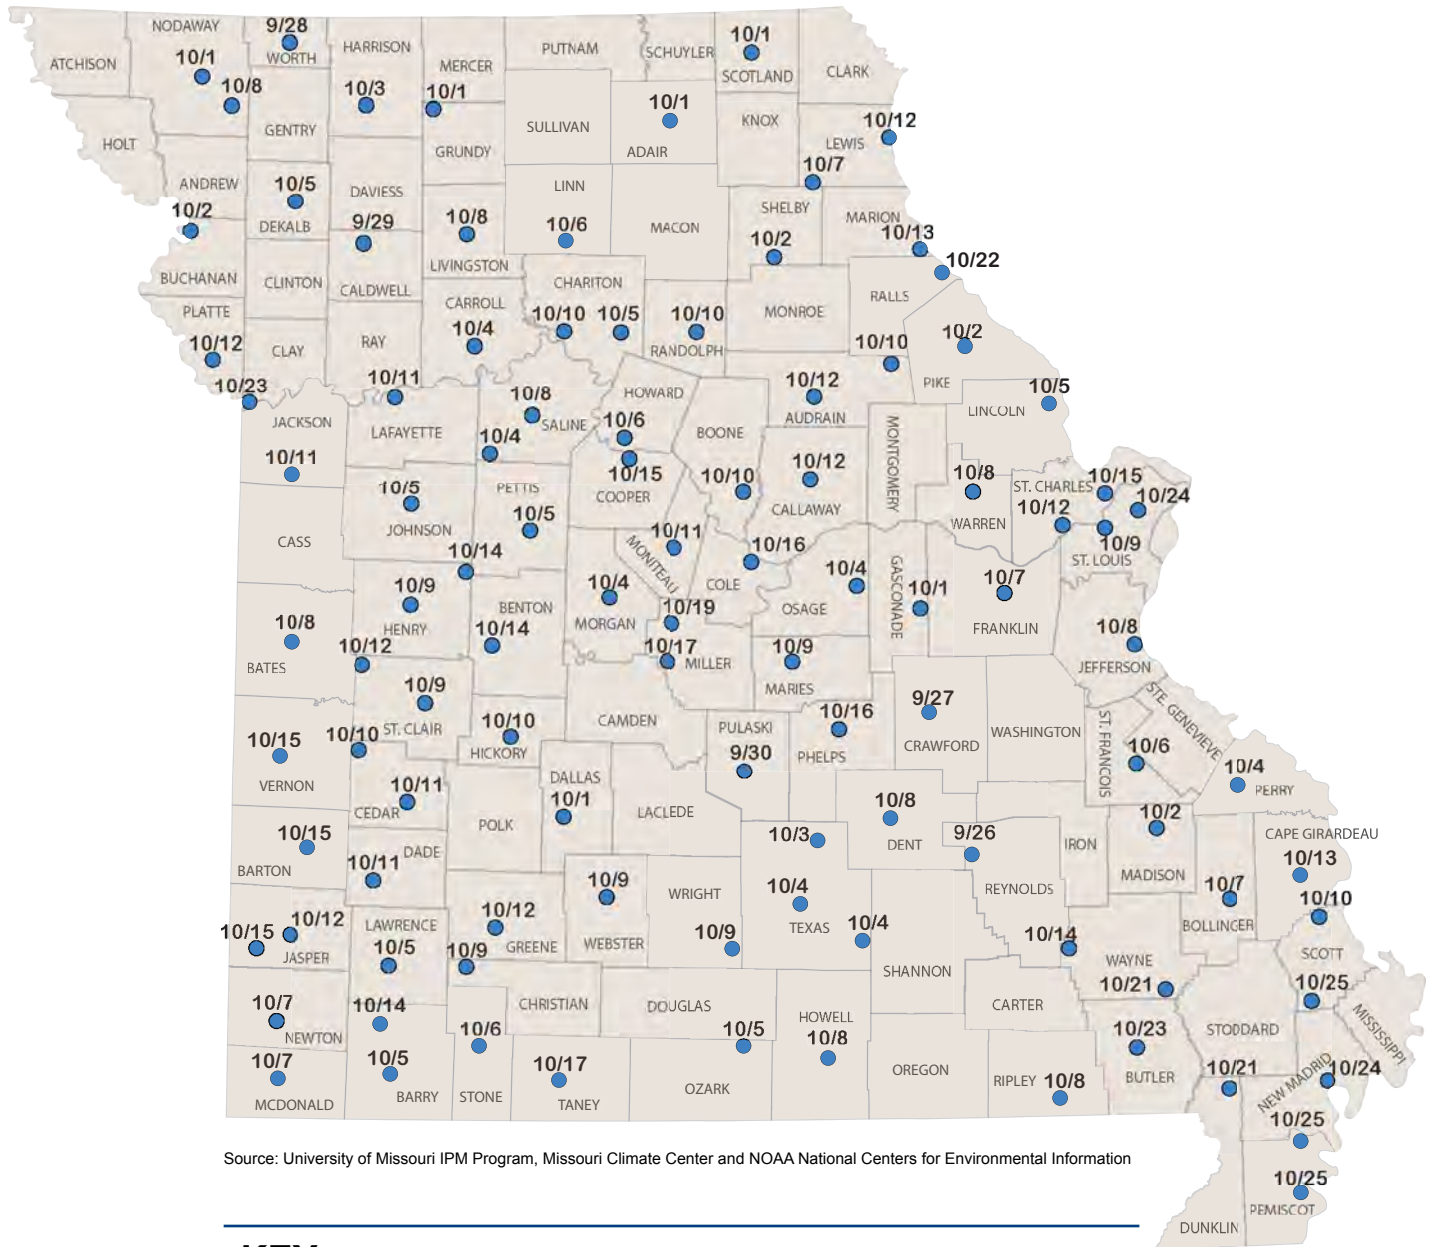 NODAWAY
9/28
WORTH
HARRISON
PUTNAM
SCHUYLER
10/1
SCOTLAND
CLARK
ATCHISON
10/1
10/8
10/3
MERCER
10/1
10/1
KNOX
10/12
HOLT
GENTRY
GRUNDY
SULLIVAN
ADAIR
LEWIS
10/7
ANDREW
10/5
DAVIESS
LINN
SHELBY
MARION
10/2
DEKALB
9/29
10/8
10/6
MACON
10/2
10/13
10/22
BUCHANAN
CLINTON
CALDWELL
LIVINGSTON
CHARITON
RALLS
PLATTE
CARROLL
MONROE
10/12
CLAY
RAY
10/4
10/10
10/5
10/10
RANDOLPH
10/10
10/2
PIKE
10/23
10/11
10/8
HOWARD
10/12
AUDRAIN
10/5
LINCOLN
JACKSON
LAFAYETTE
SALINE
10/6
BOONE
MONTGOMERY
10/11
10/4
10/15
COOPER
10/10
10/12
CALLAWAY
10/8
WARREN
ST. CHARLES
10/15
10/24
10/5
JOHNSON
PETTIS
10/5
10/12
10/9
ST. LOUIS
CASS
10/14
MONITEAU
10/11
10/16
COLE
10/4
OSAGE
GASCONADE
10/1
10/7
FRANKLIN
10/9
HENRY
BENTON
10/4
MORGAN
10/19
10/8
BATES
10/12
10/14
10/17
MILLER
10/9
MARIES
10/8
JEFFERSON
10/9
ST. CLAIR
10/10
HICKORY
CAMDEN
PULASKI
9/30
10/16
PHELPS
9/27
CRAWFORD
WASHINGTON
ST. FRANCOIS
STE. GENEVIEVE
10/6
10/15
VERNON
10/10
10/4
PERRY
10/11
CEDAR
POLK
DALLAS
10/1
LACLEDE
10/8
DENT
9/26
IRON
10/2
MADISON
CAPE GIRARDEAU
10/13
10/15
BARTON
DADE
10/11
10/3
REYNOLDS
10/7
BOLLINGER
10/10
10/12
10/15
JASPER
LAWRENCE
10/5
10/12
GREENE
10/9
10/9
WEBSTER
WRIGHT
10/9
10/4
TEXAS
10/4
SHANNON
10/14
WAYNE
10/21
SCOTT
10/25
10/7
NEWTON
10/14
CHRISTIAN
DOUGLAS
HOWELL
CARTER
STODDARD
MISSISSIPPI
10/7
MCDONALD
10/5
BARRY
10/6
STONE
10/17
TANEY
10/5
OZARK
10/8
OREGON
RIPLEY
10/8
10/23
BUTLER
10/21
NEW MADRID
10/24
10/25
10/25
PEMISCOT
DUNKLIN
Source: University of Missouri IPM Program, Missouri Climate Center and NOAA National Centers for Environmental Information